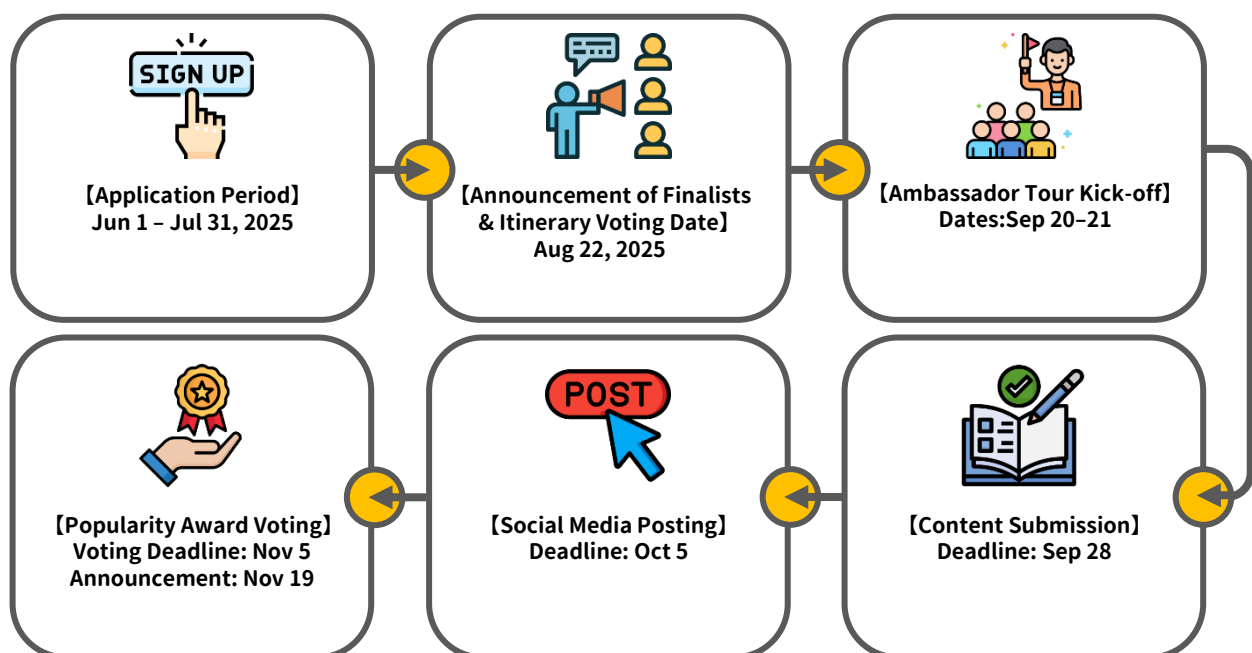 SIGN UP
【Application Period】
Jun 1 – Jul 31, 2025
【Announcement of Finalists
& Itinerary Voting Date】
Aug 22, 2025
【Ambassador Tour Kick-off】
Dates:Sep 20–21
【Content Submission】
Deadline: Sep 28
POST
【Social Media Posting】
Deadline: Oct 5
【Popularity Award Voting】
Voting Deadline: Nov 5
Announcement: Nov 19